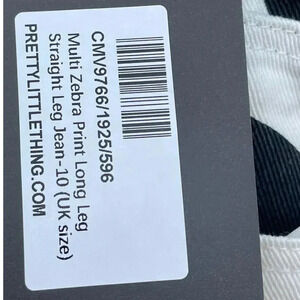 CMV9766/1925/596
Multi Zebra Print Long Leg
Straight Leg Jean-10 (UK size)
PRETTYLITTLETHING.COM